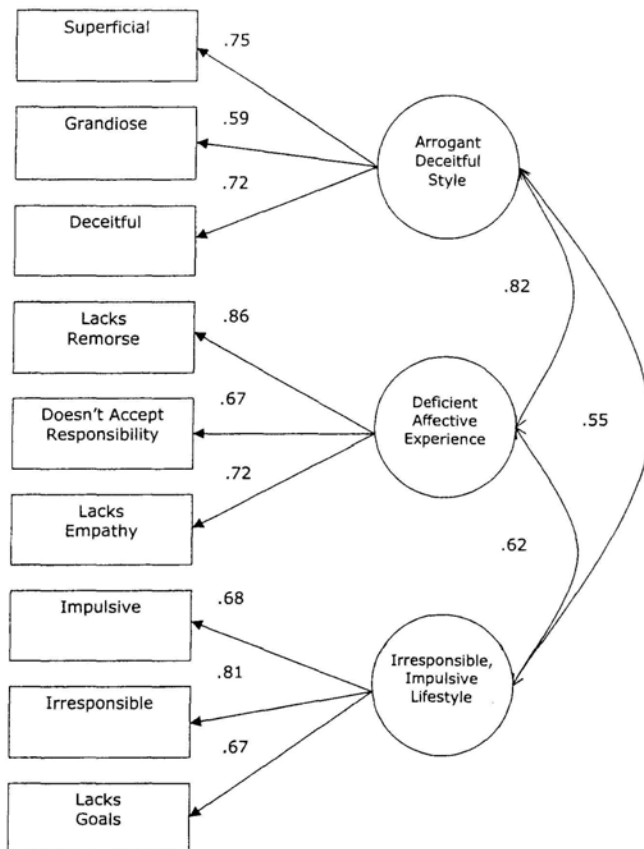 Superficial
.75
Grandiose
.59
Arrogant
Deceitful
Style
.72
Deceitful
.82
Lacks
Remorse
.86
Doesn't Accept
Responsibility
.67
Deficient
Affective
Experience
.55
.72
Lacks
Empathy
.62
Impulsive
.68
Irresponsible
.81
Irresponsible,
Impulsive
Lifestyle
.67
Lacks
Goals